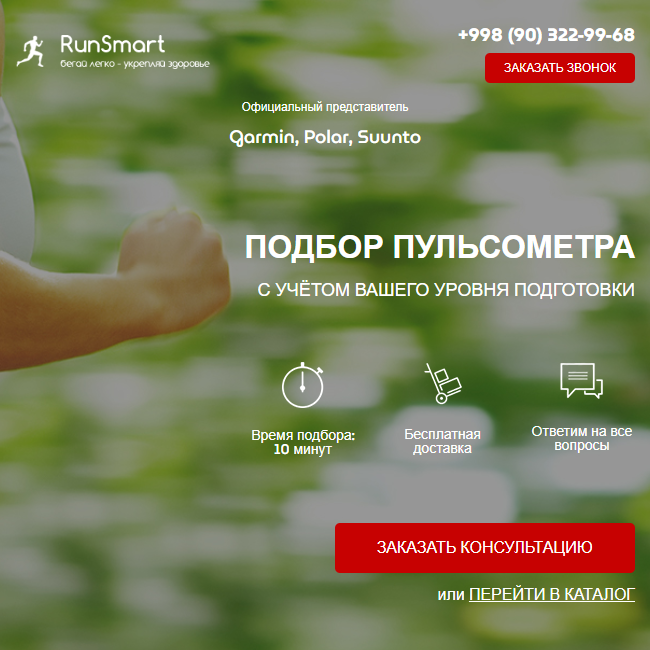 RunSmart
бегай легко - укрепляй здоровье
+998 (90) 322-99-68
ЗАКАЗАТЬ ЗВОНОК
Официальный представитель
Garmin, Polar, Suunto
ПОДБОР ПУЛЬСОМЕТРА
С УЧЁТОМ ВАШЕГО УРОВНЯ ПОДГОТОВКИ
Время подбора:
10 минут
Бесплатная
доставка
Ответим на все
вопросы
ЗАКАЗАТЬ КОНСУЛЬТАЦИЮ
или ПЕРЕЙТИ В КАТАЛОГ